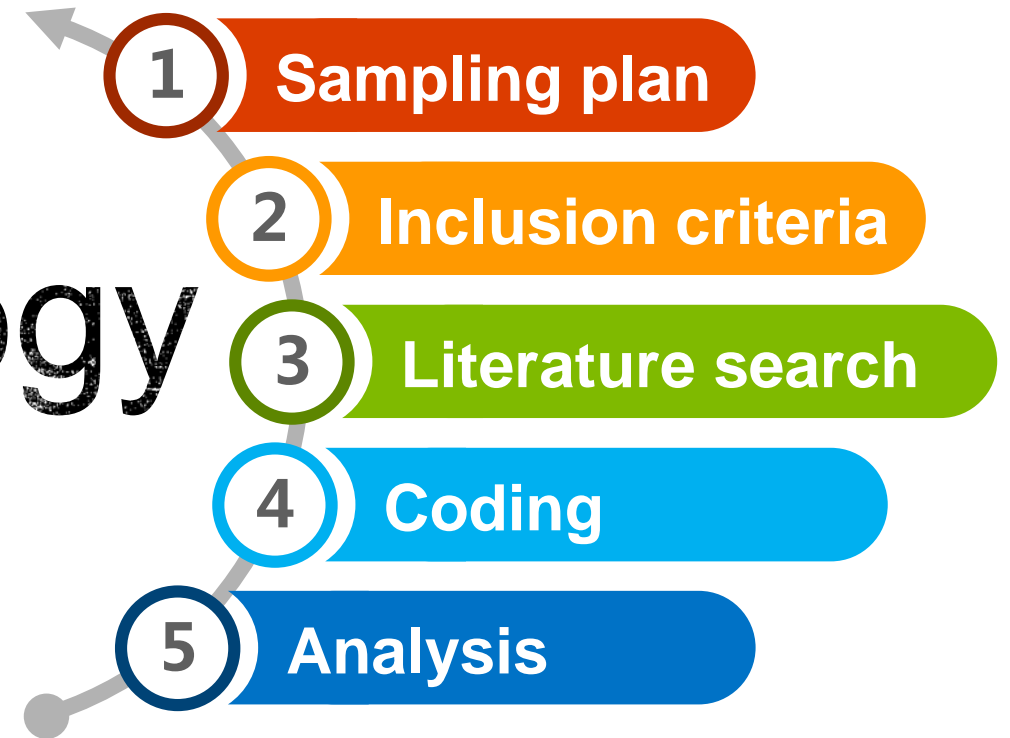 1 Sampling plan
2 Inclusion criteria
ogy
3 Literature search
4 Coding
5 Analysis